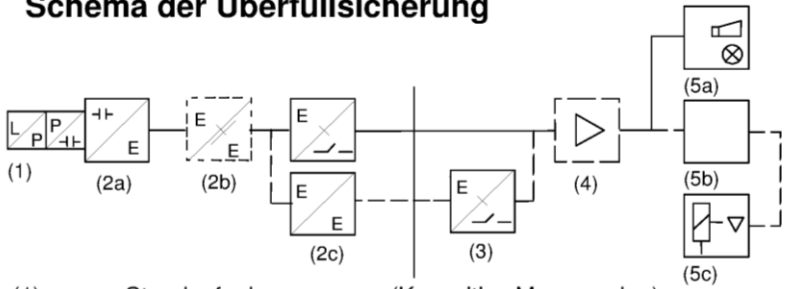 Schema der Überfüllsicherung
L P P E
E E
E
E E
E
(1)
(2a)
(2b)
(2c)
(3)
(4)
(5a)
(5b)
(5c)